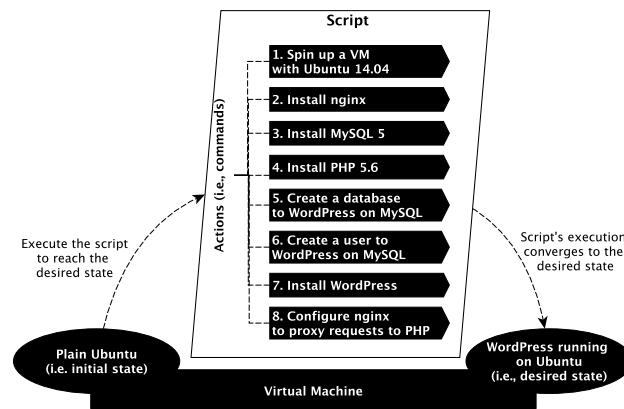 Script
1. Spin up a VM
with Ubuntu 14.04
2. Install nginx
3. Install MySQL 5
4. Install PHP 5.6
5. Create a database
to WordPress on MySQL
6. Create a user to
WordPress on MySQL
7. Install WordPress
8. Configure nginx
to proxy requests to PHP
Actions (i.e., commands)
Execute the script
to reach the
desired state
Script's execution
converges to the
desired state
Plain Ubuntu
(i.e. initial state)
WordPress running
on Ubuntu
(i.e., desired state)
Virtual Machine